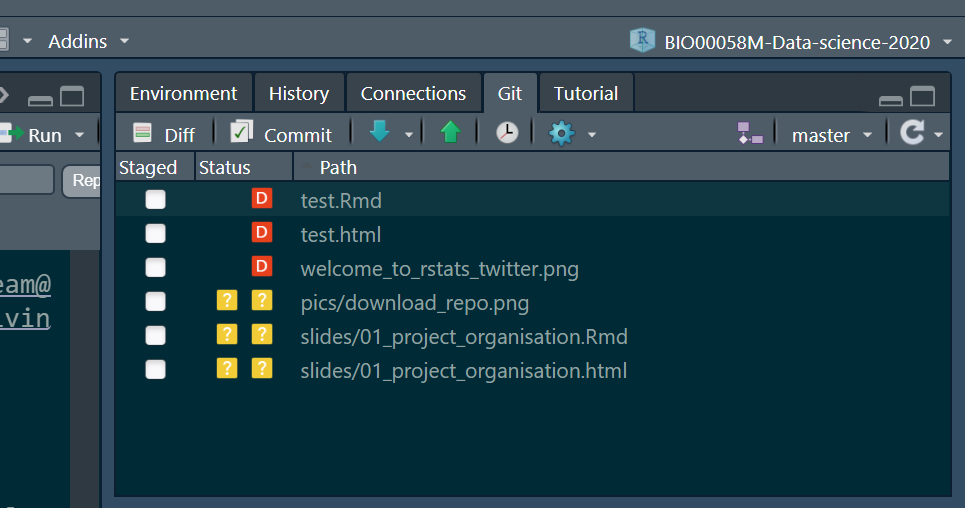 Addins
BIO00058M-Data-science-2020
Environment History Connections Git Tutorial
Run
Diff Commit master
Staged Status Path
D test.Rmd
D test.html
D welcome_to_rstats_twitter.png
? ? pics/download_repo.png
? ? slides/01_project_organisation.Rmd
? ? slides/01_project_organisation.html
Rep
eam@
lvin